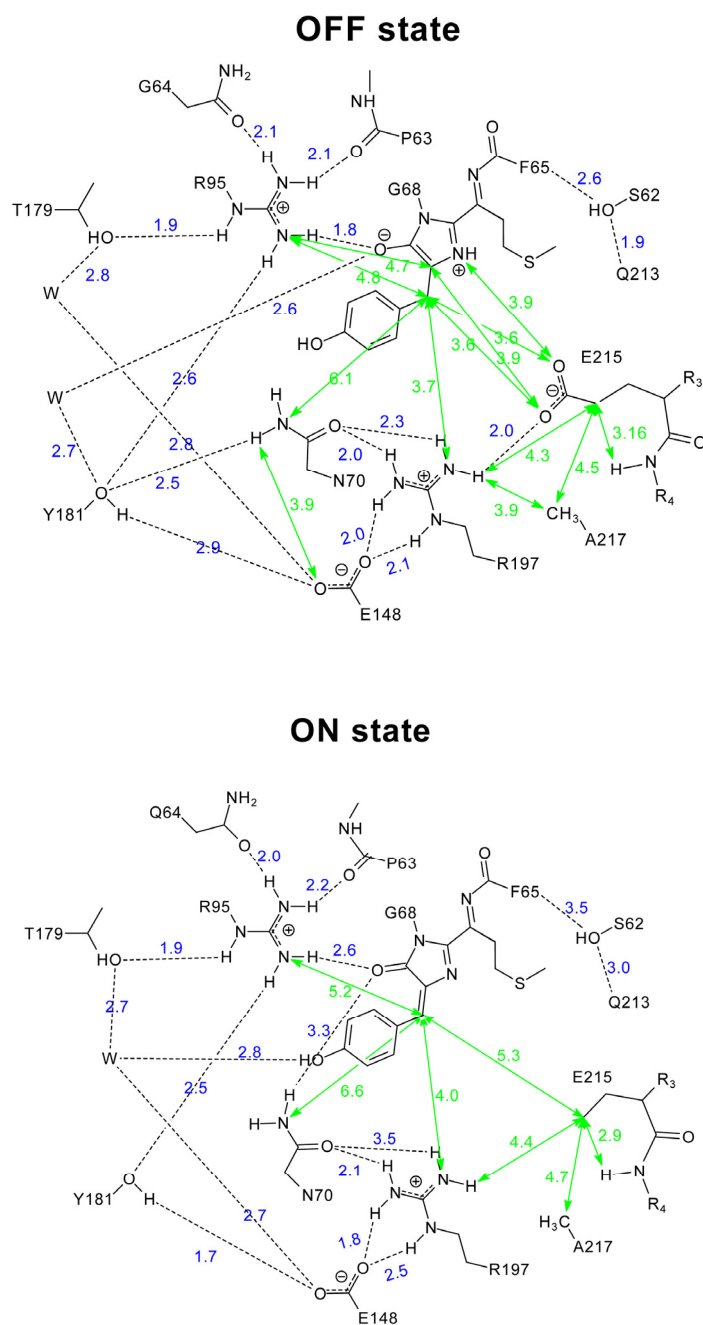 OFF state
NH₂
G64
O
2.1
H
N
H
2.1
NH
O
P63
O
N
F65
2.6
S62
HO
1.9
Q213
R95
T179
HO
1.9
H
N
⊕
N
H
1.8
H
G68
N
⊖
O
NH
⊕
S
4.7
4.8
2.8
W
2.6
3.9
3.6
3.6
3.9
HO
E215
O
⊖
O
R₃
W
2.6
6.1
3.7
2.7
2.8
H
N
H
O
2.3
2.0
2.0
4.3
3.16
O
2.5
N70
H
H
N
⊕
N
H
4.5
H
N
R₄
O
Y181
H
3.9
H
H
N
3.9
CH₃
A217
2.9
2.0
2.1
R197
⊖
O
O
E148
ON state
NH₂
Q64
O
2.0
H
NH
P63
O
2.2
N
H
O
N
F65
3.5
S62
HO
3.0
Q213
R95
T179
HO
1.9
H
N
⊕
N
H
2.6
H
G68
N
O
N
S
5.2
2.7
3.3
W
2.8
HO
5.3
2.5
6.6
4.0
E215
R₃
H
H
N
O
3.5
2.1
4.4
2.9
O
N70
H
H
N
⊕
N
H
4.7
H
N
R₄
O
Y181
H
2.7
H
H
N
H₃C
A217
1.7
1.8
2.5
R197
⊖
O
O
E148